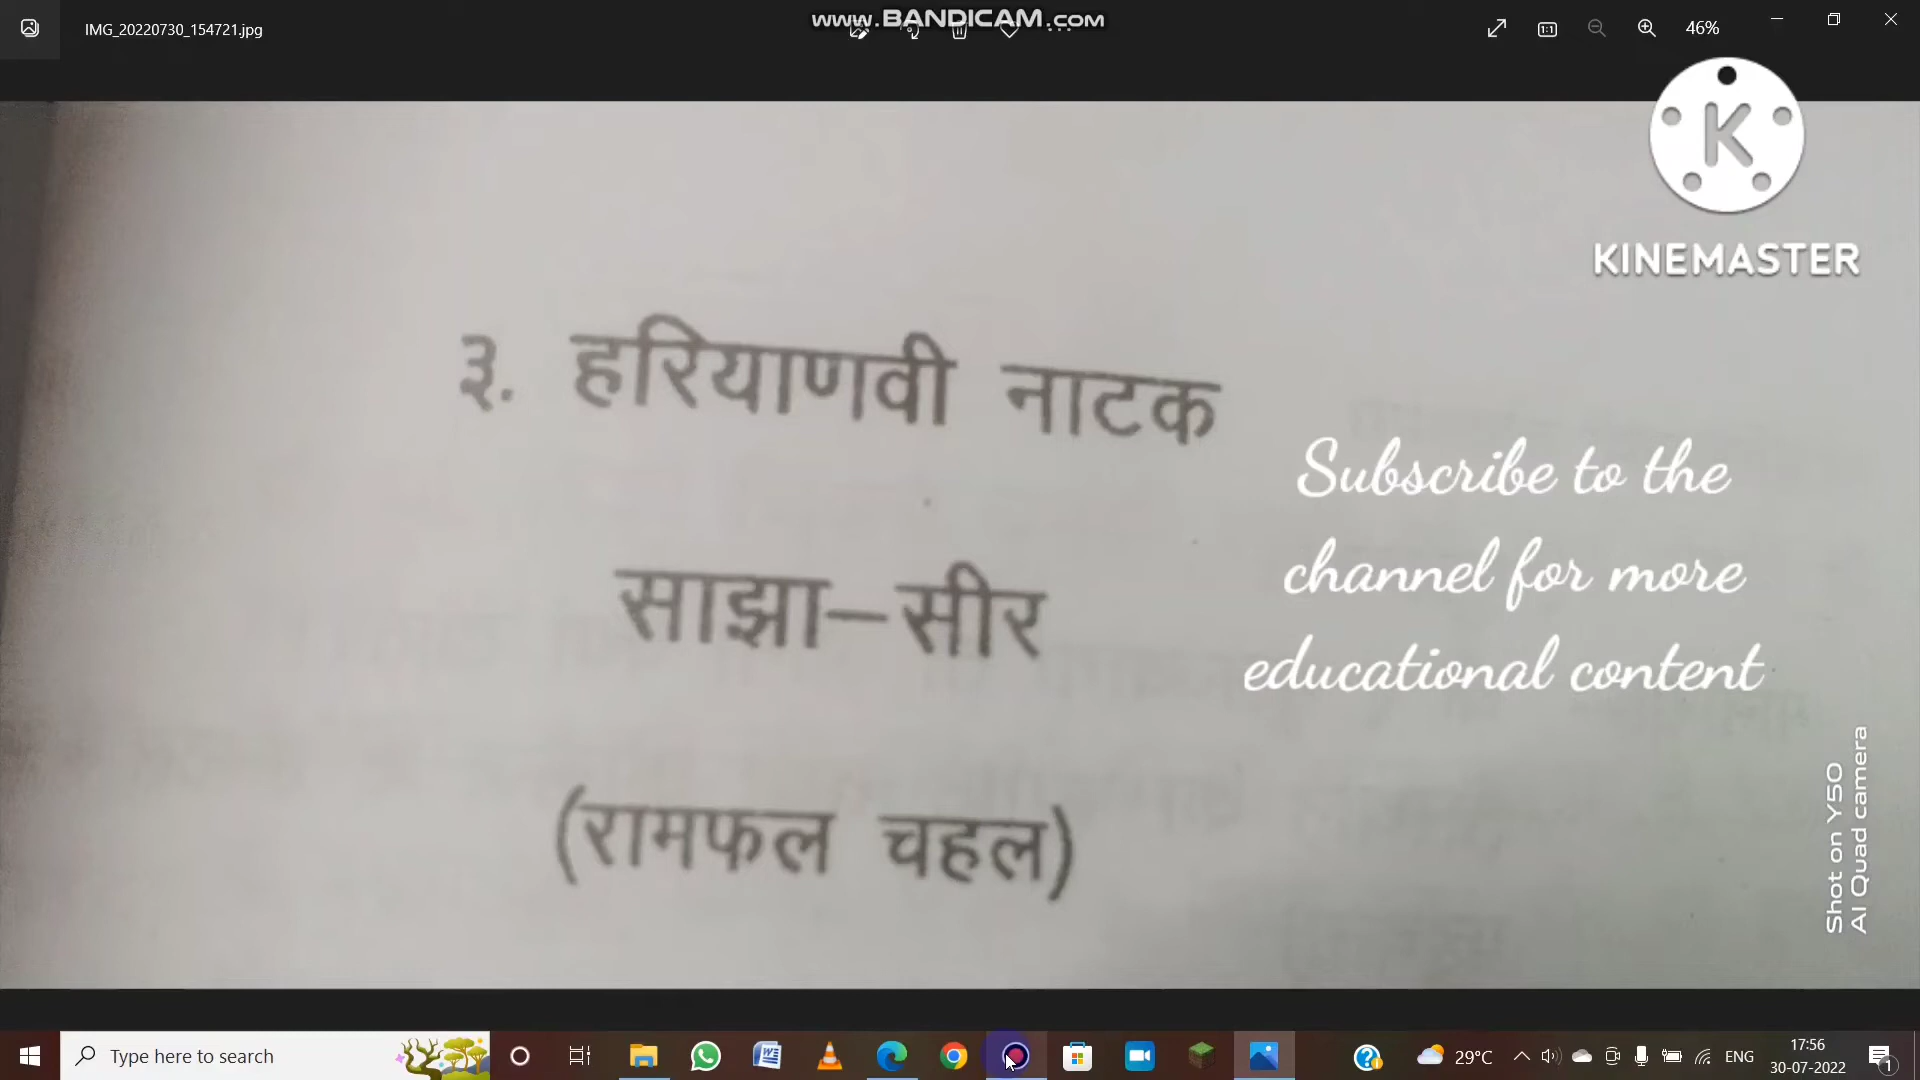 IMG_20220730_154721.jpg
www.BANDICAM.com
46%
K
KINEMASTER
३. हरियाणवी नाटक
साझा-सीर
(रामफल चहल)
Subscribe to the
channel for more
educational content
Shot on Y50
AI Quad camera
Type here to search
29°C
ENG
17:56
30-07-2022
1